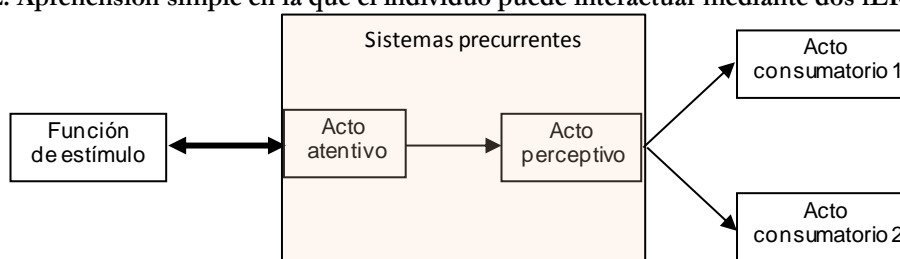 Aprehensión simple en la que el individuo puede interactuar mediante dos
Sistemas precurrentes
Acto
consumatorio 1
Función
de estímulo
Acto
atentivo
Acto
perceptivo
Acto
consumatorio 2